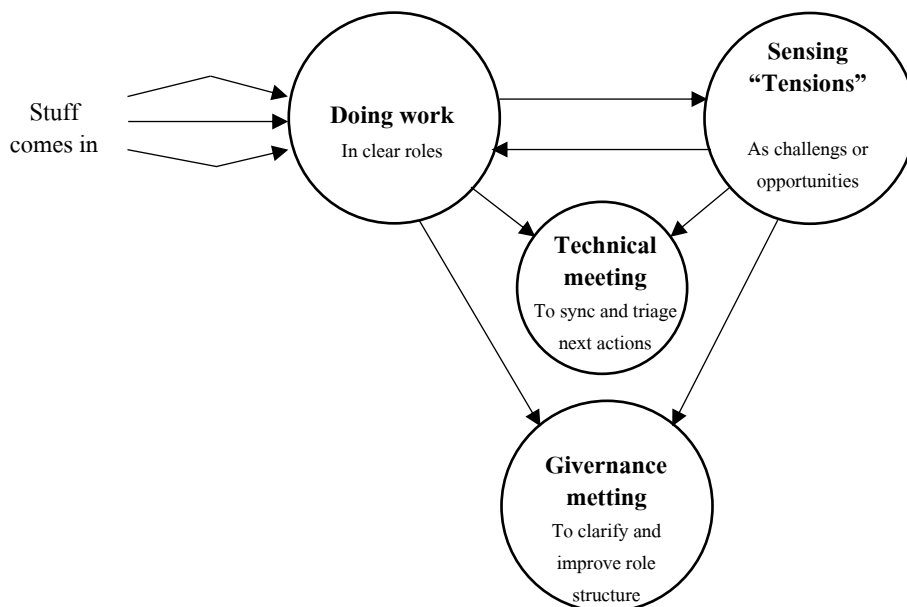 Stuff
comes in
Doing work
In clear roles
Sensing
“Tensions”
As challengs or
opportunities
Technical
meeting
To sync and triage
next actions
Givernance
metting
To clarify and
improve role
structure